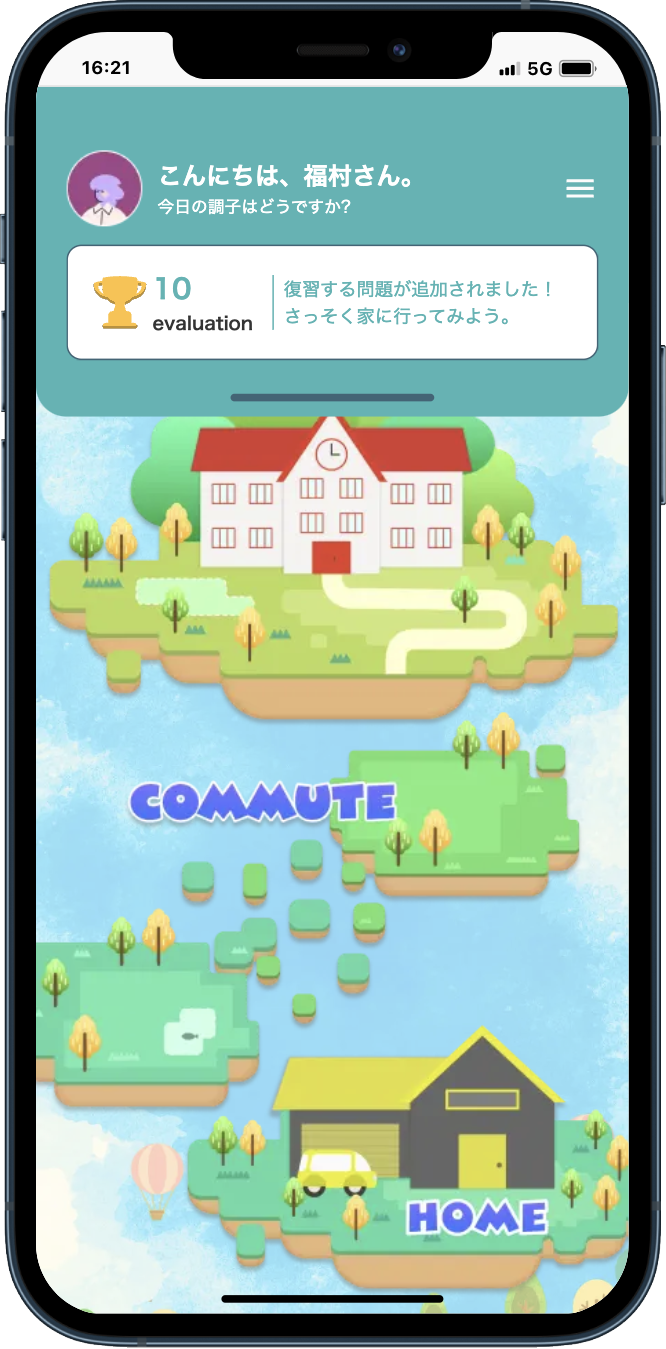 16:21
5G
こんにちは、福村さん。
今日の調子はどうですか?
10
evaluation
復習する問題が追加されました！
さっそく家に行ってみよう。
COMMUTE
HOME